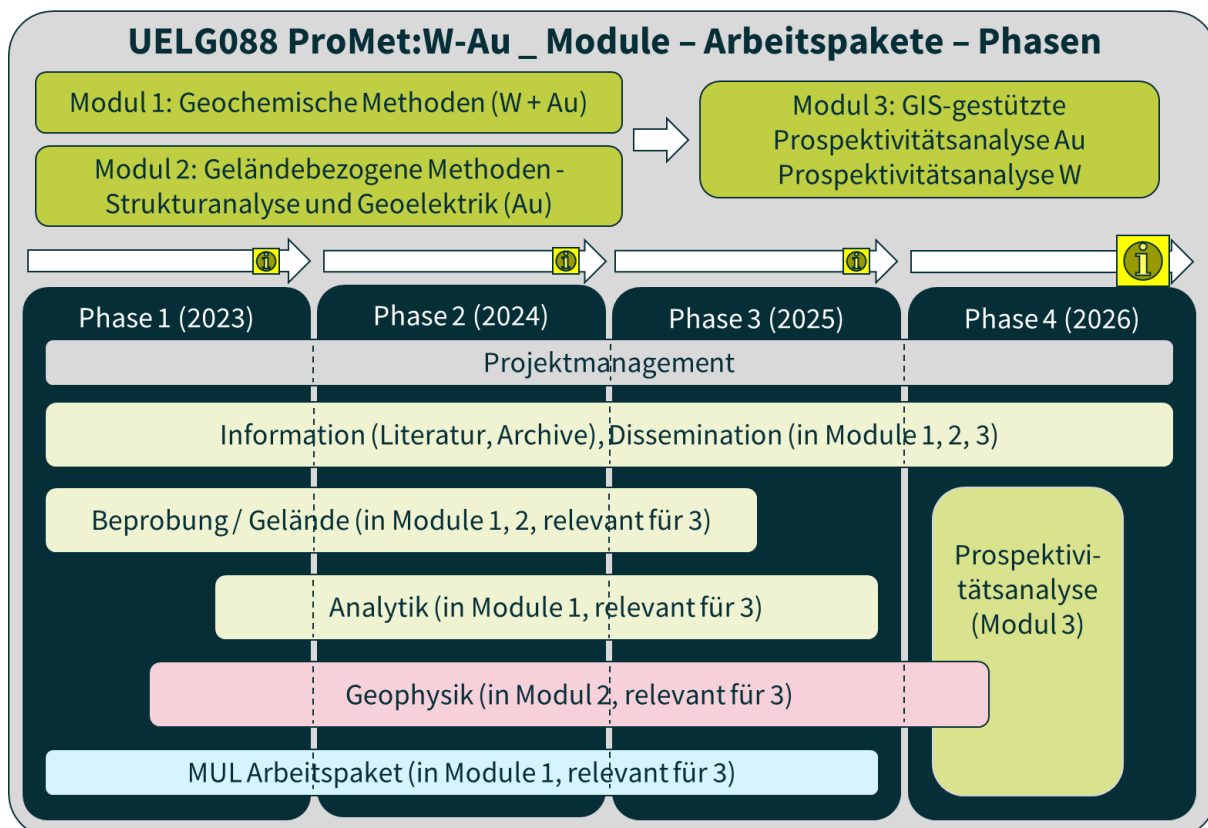 UELG088 ProMet:W-Au _ Module – Arbeitspakete – Phasen
Modul 1: Geochemische Methoden (W + Au)
Modul 2: Geländebezogene Methoden -
Strukturanalyse und Geoelektrik (Au)
Modul 3: GIS-gestützte
Prospektivitätsanalyse Au
Prospektivitätsanalyse W
i
i
i
i
Phase 1 (2023)
Phase 2 (2024)
Phase 3 (2025)
Phase 4 (2026)
Projektmanagement
Information (Literatur, Archive), Dissemination (in Module 1, 2, 3)
Beprobung / Gelände (in Module 1, 2, relevant für 3)
Analytik (in Module 1, relevant für 3)
Geophysik (in Modul 2, relevant für 3)
MUL Arbeitspaket (in Module 1, relevant für 3)
Prospektivi-
tätsanalyse
(Modul 3)